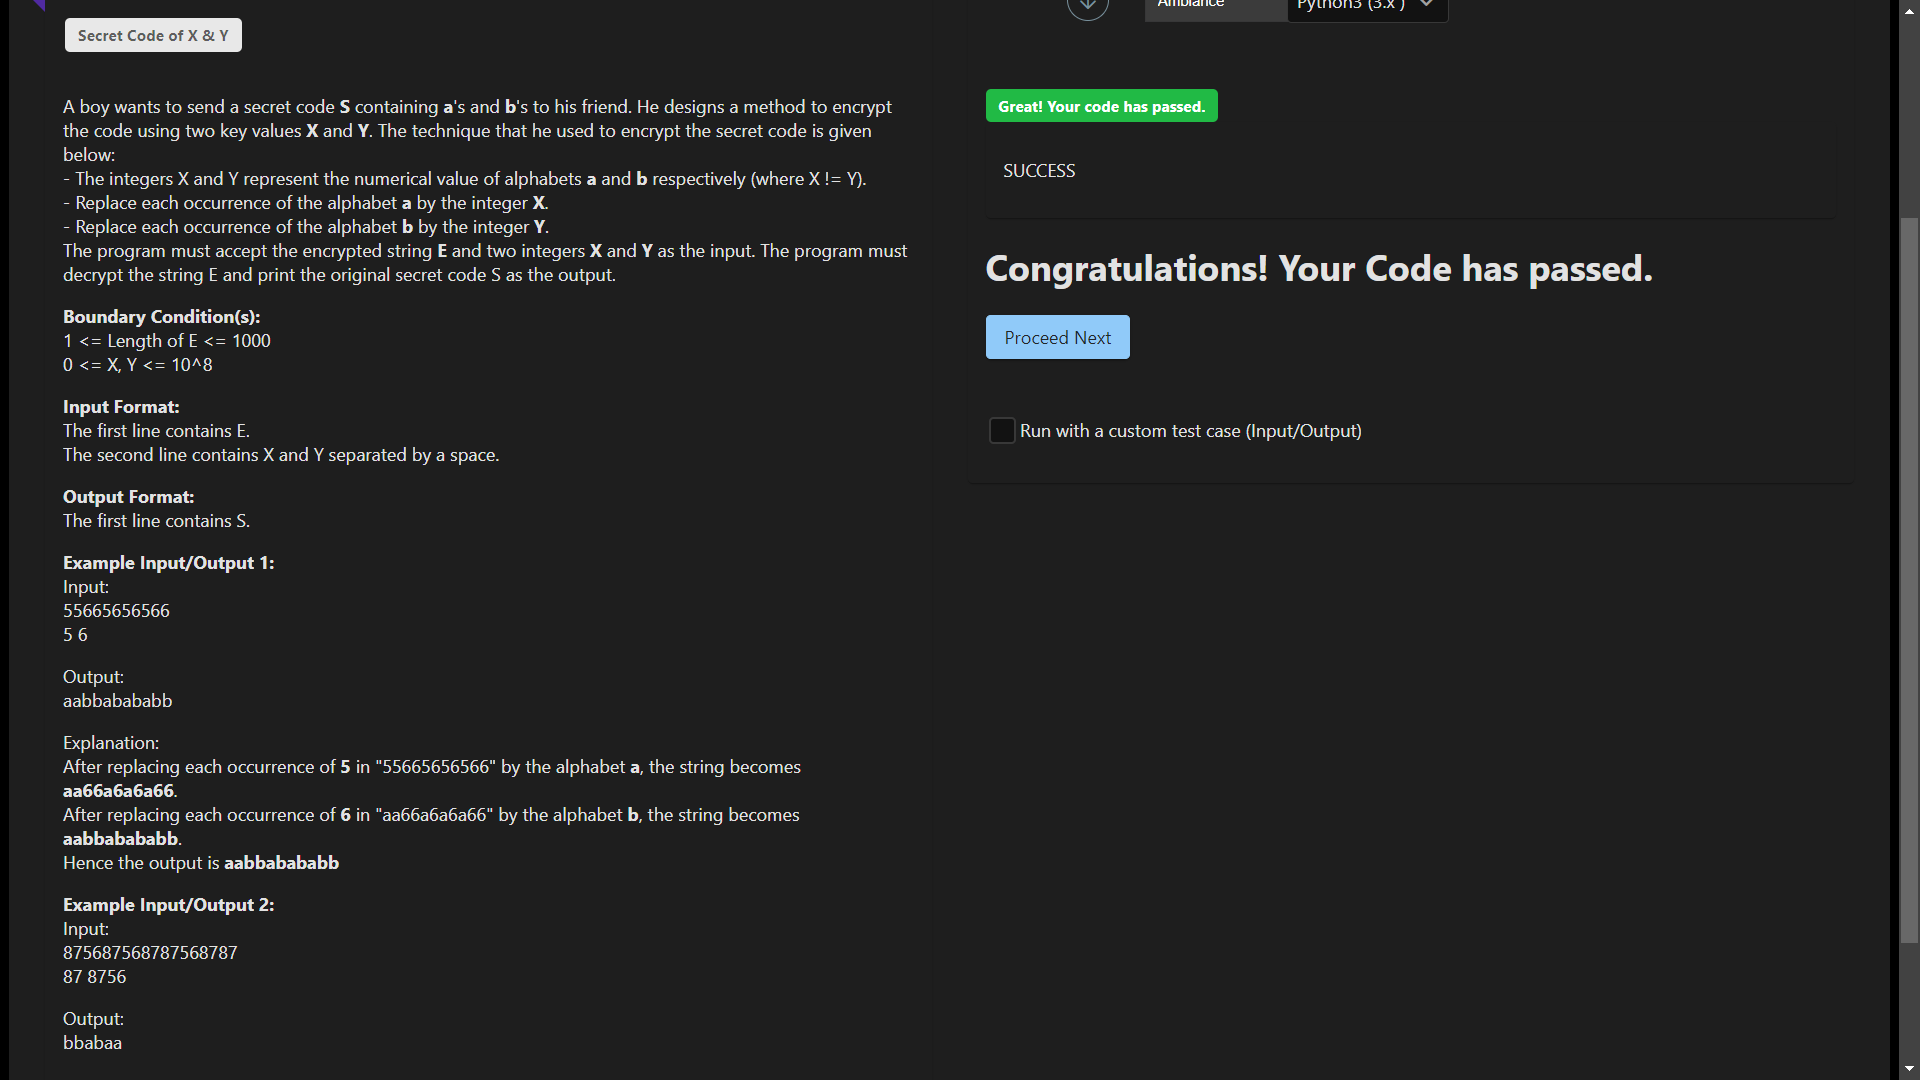 Secret Code of X & Y
A boy wants to send a secret code S containing a's and b's to his friend. He designs a method to encrypt
the code using two key values X and Y. The technique that he used to encrypt the secret code is given
below:
- The integers X and Y represent the numerical value of alphabets a and b respectively (where X != Y).
- Replace each occurrence of the alphabet a by the integer X.
- Replace each occurrence of the alphabet b by the integer Y.
The program must accept the encrypted string E and two integers X and Y as the input. The program must
decrypt the string E and print the original secret code S as the output.
Boundary Condition(s):
1 <= Length of E <= 1000
0 <= X, Y <= 10^8
Input Format:
The first line contains E.
The second line contains X and Y separated by a space.
Output Format:
The first line contains S.
Example Input/Output 1:
Input:
55665656566
5 6
Output:
aabbabababb
Explanation:
After replacing each occurrence of 5 in "55665656566" by the alphabet a, the string becomes
aa66a6a6a66.
After replacing each occurrence of 6 in "aa66a6a6a66" by the alphabet b, the string becomes
aabbabababb.
Hence the output is aabbabababb
Example Input/Output 2:
Input:
875687568787568787
87 8756
Output:
bbabaa
Ambiance
Python3 (3.x )
Great! Your code has passed.
SUCCESS
Congratulations! Your Code has passed.
Proceed Next
Run with a custom test case (Input/Output)